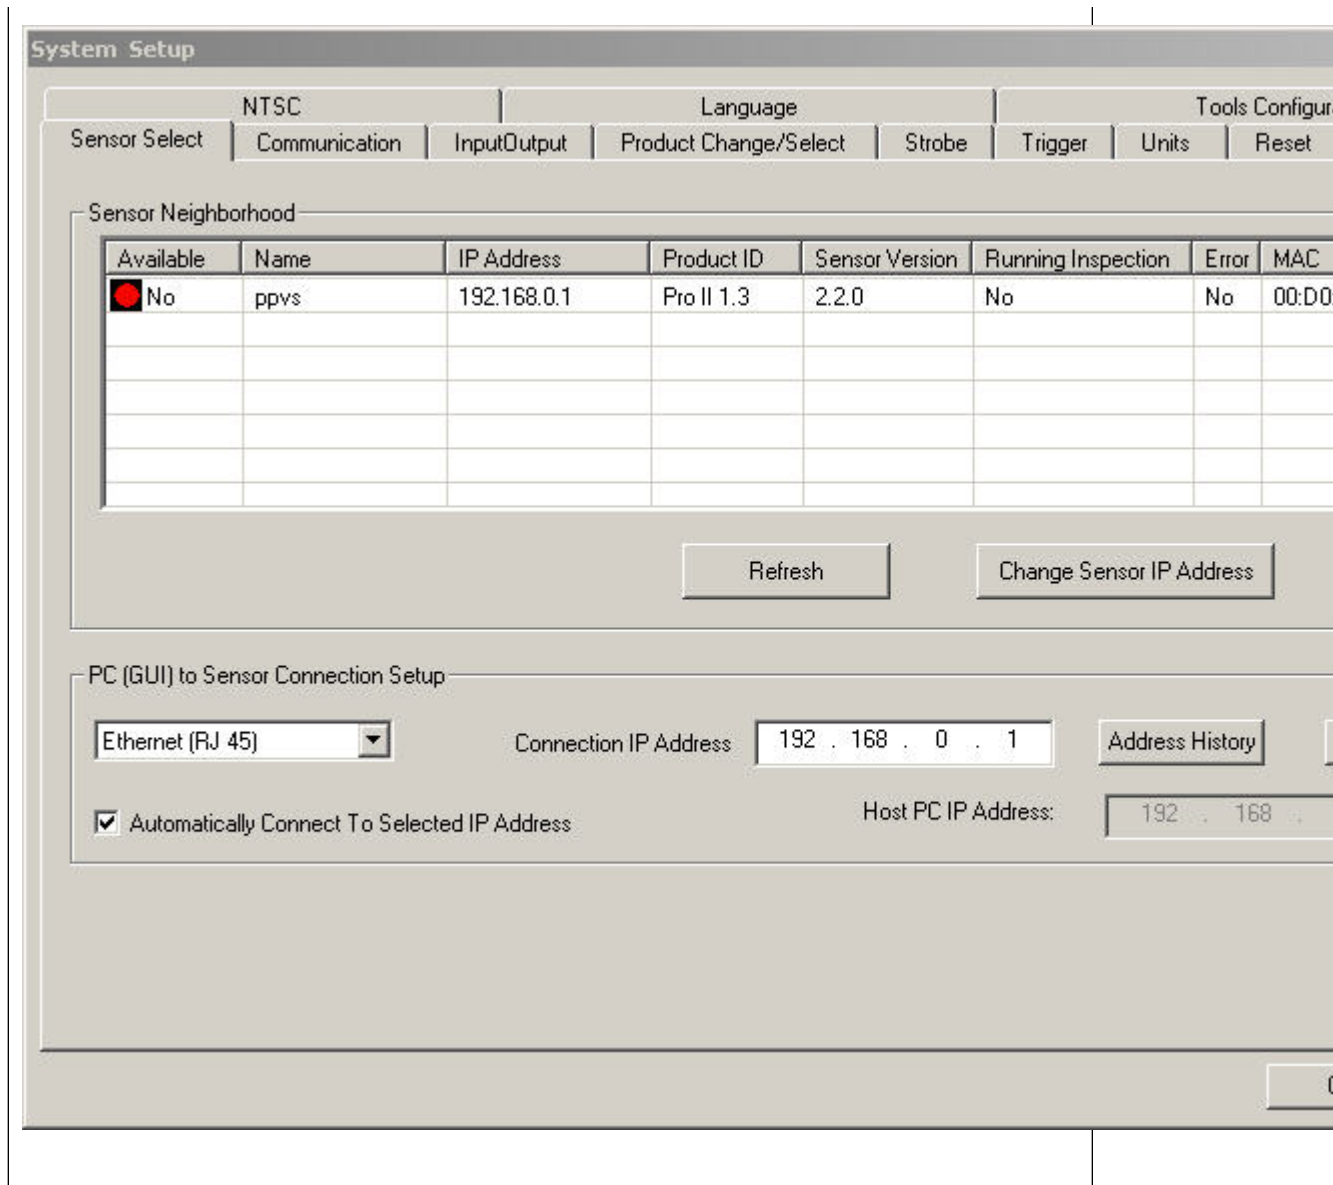 System Setup
NTSC Language Tools
Sensor Select Communication InputOutput Product Change/Select Strobe Trigger Units Reset
Sensor Neighborhood
Available Name IP Address Product ID Sensor Version Running Inspection Error MAC
No ppvs 192.168.0.1 Pro II 1.3 2.2.0 No No 00:D0
Refresh Change Sensor IP Address
PC (GUI) to Sensor Connection Setup
Ethernet (RJ 45) Connection IP Address 192 . 168 . 0 . 1 Address History
Automatically Connect To Selected IP Address Host PC IP Address: 192 . 168 .